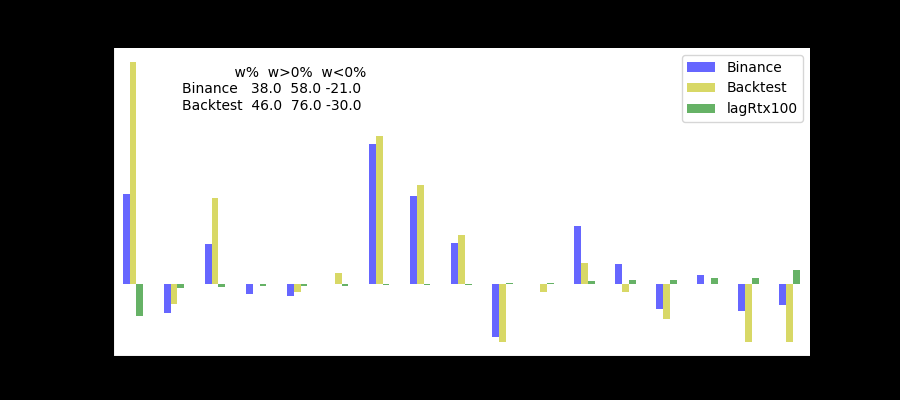 w% w>0% w<0%
Binance 38.0 58.0 -21.0
Backtest 46.0 76.0 -30.0
Binance
Backtest
lagRtx100